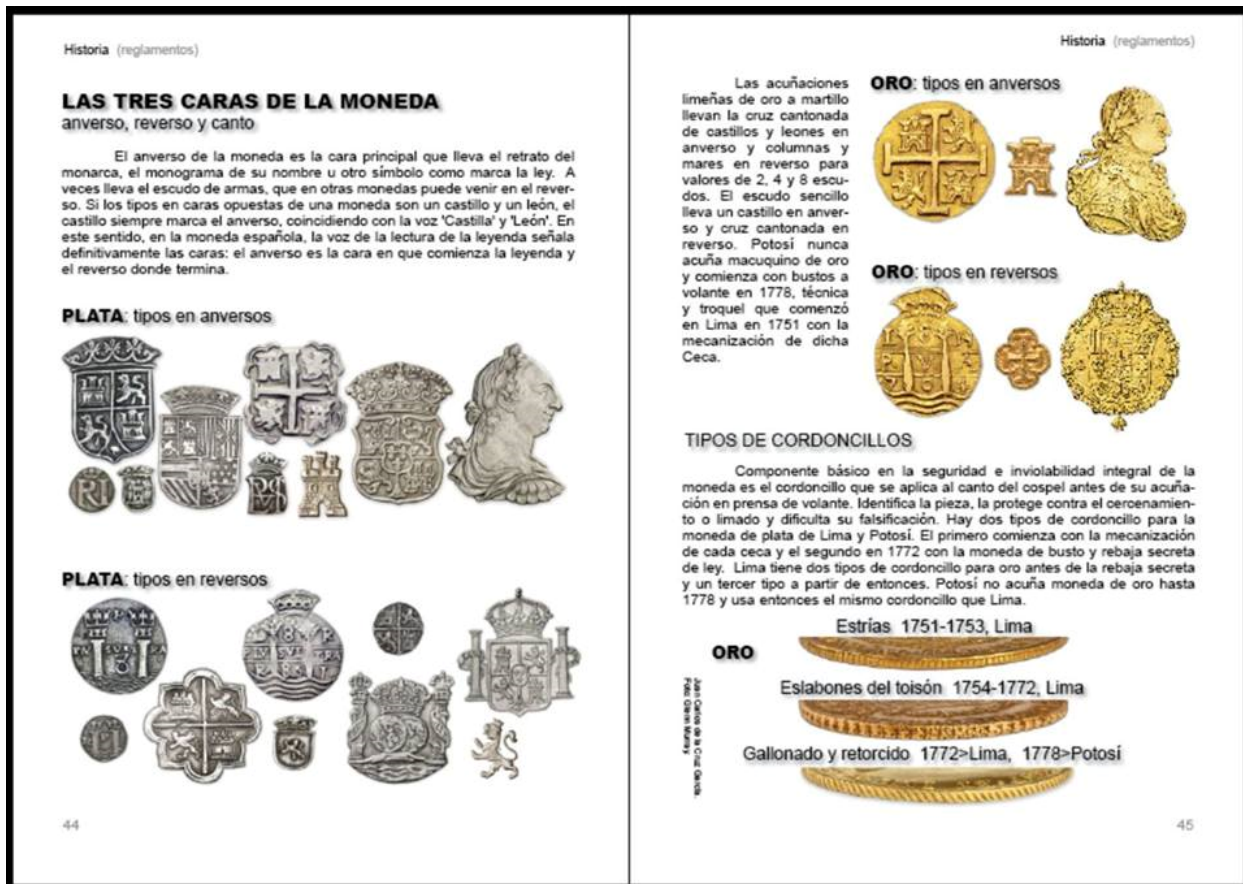 Historia (reglamentos)
LAS TRES CARAS DE LA MONEDA
anverso, reverso y canto
El anverso de la moneda es la cara principal que lleva el retrato del
monarca, el monograma de su nombre u otro símbolo como marca la ley. A
veces lleva el escudo de armas, que en otras monedas puede venir en el rever-
so. Si los tipos en caras opuestas de una moneda son un castillo y un león, el
castillo siempre marca el anverso, coincidiendo con la voz 'Castilla' y 'León'. En
este sentido, en la moneda española, la voz de la lectura de la leyenda señala
definitivamente las caras: el anverso es la cara en que comienza la leyenda y
el reverso donde termina.
PLATA: tipos en anversos
PLATA: tipos en reversos
44
Historia (reglamentos)
Las acuñaciones
limeñas de oro a martillo
llevan la cruz cantonada
de castillos y leones en
anverso y columnas y
mares en reverso para
valores de 2, 4 y 8 escu-
dos. El escudo sencillo
lleva un castillo en anver-
so y cruz cantonada en
reverso. Potosí nunca
acuña macuquino de oro
y comienza con bustos a
volante en 1778, técnica
y troquel que comenzó
en Lima en 1751 con la
mecanización de dicha
Ceca.
ORO: tipos en anversos
ORO: tipos en reversos
TIPOS DE CORDONCILLOS
Componente básico en la seguridad e inviolabilidad integral de la
moneda es el cordoncillo que se aplica al canto del cospel antes de su acuña-
ción en prensa de volante. Identifica la pieza, la protege contra el cercenamien-
to o limado y dificulta su falsificación. Hay dos tipos de cordoncillo para la
moneda de plata de Lima y Potosí. El primero comienza con la mecanización
de cada ceca y el segundo en 1772 con la moneda de busto y rebaja secreta
de ley. Lima tiene dos tipos de cordoncillo para oro antes de la rebaja secreta
y un tercer tipo a partir de entonces. Potosí no acuña moneda de oro hasta
1778 y usa entonces el mismo cordoncillo que Lima.
Estrías 1751-1753, Lima
ORO
Eslabones del toisón 1754-1772, Lima
Gallonado y retorcido 1772>Lima, 1778>Potosí
Juan Carlos de la Cruz García.
Foto Glenn Murray
45